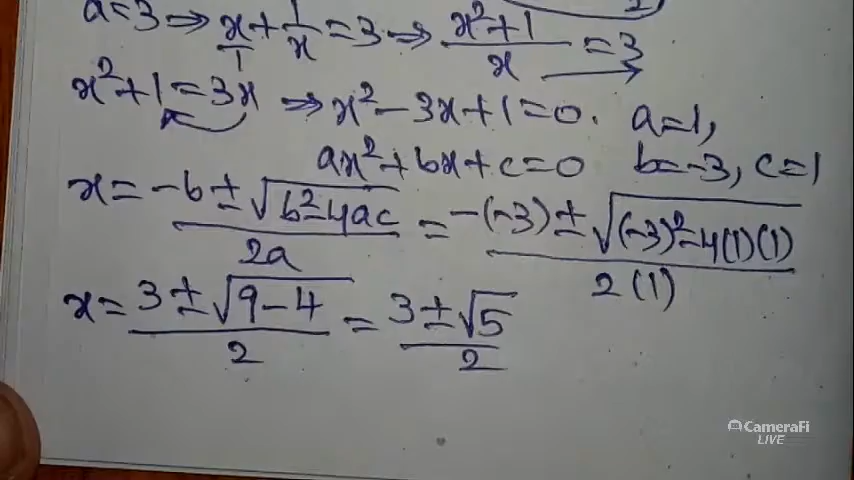 a=3 ⇒ x/1 + 1/x = 3 ⇒ (x²+1)/x = 3
x²+1=3x ⇒ x²-3x+1=0. a=1,
ax²+bx+c=0 b=-3, c=1
x = (-b±√(b²-4ac))/2a = (-(-3)±√((-3)²-4(1)(1)))/2(1)
x = (3±√(9-4))/2 = (3±√5)/2
CameraFi
LIVE